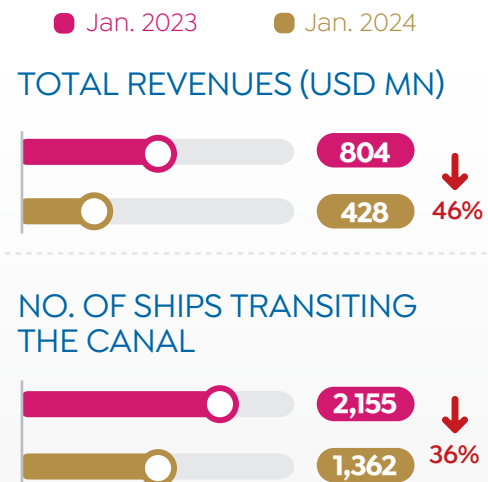 Jan. 2023 Jan. 2024
TOTAL REVENUES (USD MN)
804
428
46%
NO. OF SHIPS TRANSITING
THE CANAL
2,155
1,362
36%